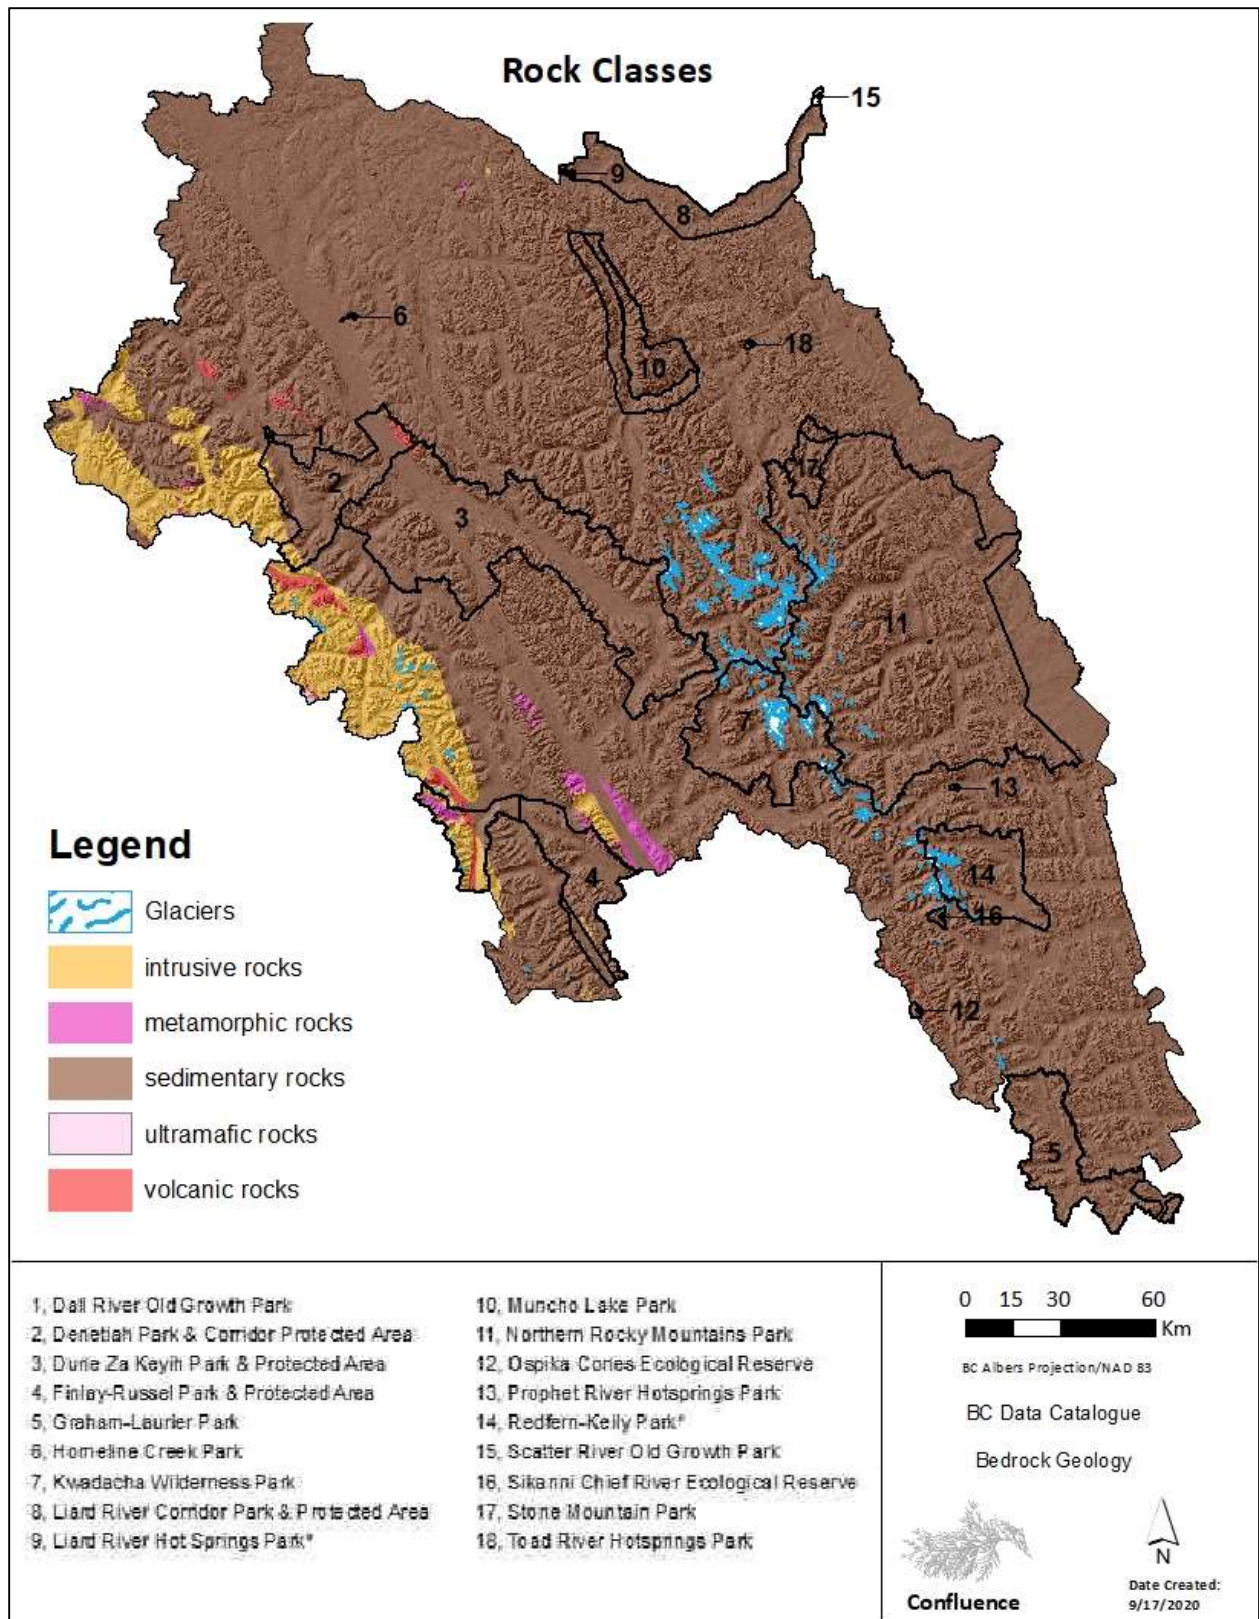 Rock Classes
15
9
8
6
18
10
1
2
17
3
11
7
13
4
14
16
12
5
Legend
Glaciers
intrusive rocks
metamorphic rocks
sedimentary rocks
ultramafic rocks
volcanic rocks
1, Dall River Old Growth Park
2, Denetiah Park & Corridor Protected Area
3, Dune Za Keyih Park & Protected Area
4, Finlay-Russel Park & Protected Area
5, Graham-Laurier Park
6, Horneline Creek Park
7, Kwadacha Wilderness Park
8, Liard River Corridor Park & Protected Area
9, Liard River Hot Springs Park*
10, Muncho Lake Park
11, Northern Rocky Mountains Park
12, Ospika Cones Ecological Reserve
13, Prophet River Hotsprings Park
14, Redfern-Keily Park*
15, Scatter River Old Growth Park
16, Sikanni Chief River Ecological Reserve
17, Stone Mountain Park
18, Toad River Hotsprings Park
0 15 30 60
Km
BC Albers Projection/NAD 83
BC Data Catalogue
Bedrock Geology
Confluence
N
Date Created:
9/17/2020